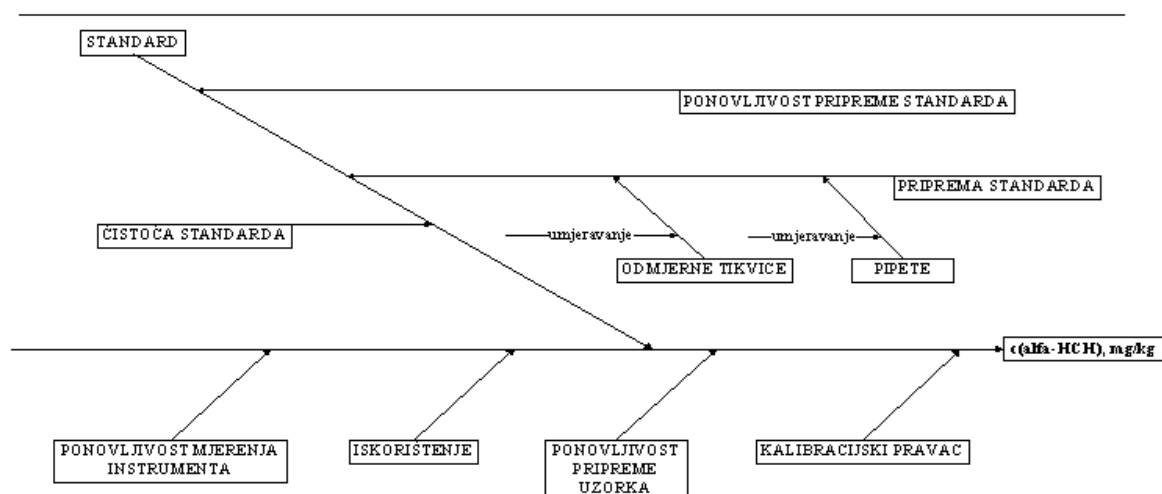 STANDARD
PONOVLJIVOST PRIPREME STANDARDA
PRIPREMA STANDARDA
ČISTOĆA STANDARDA
umjeravanje
umjeravanje
ODMJERNE TIKVICE
PIPETE
c(alfa-HCH), mg/kg
PONOVLJIVOST MJERENJA
INSTRUMENTA
ISKORIŠTENJE
PONOVLJIVOST
PRIPREME
UZORKA
KALIBRACIJSKI PRAVAC